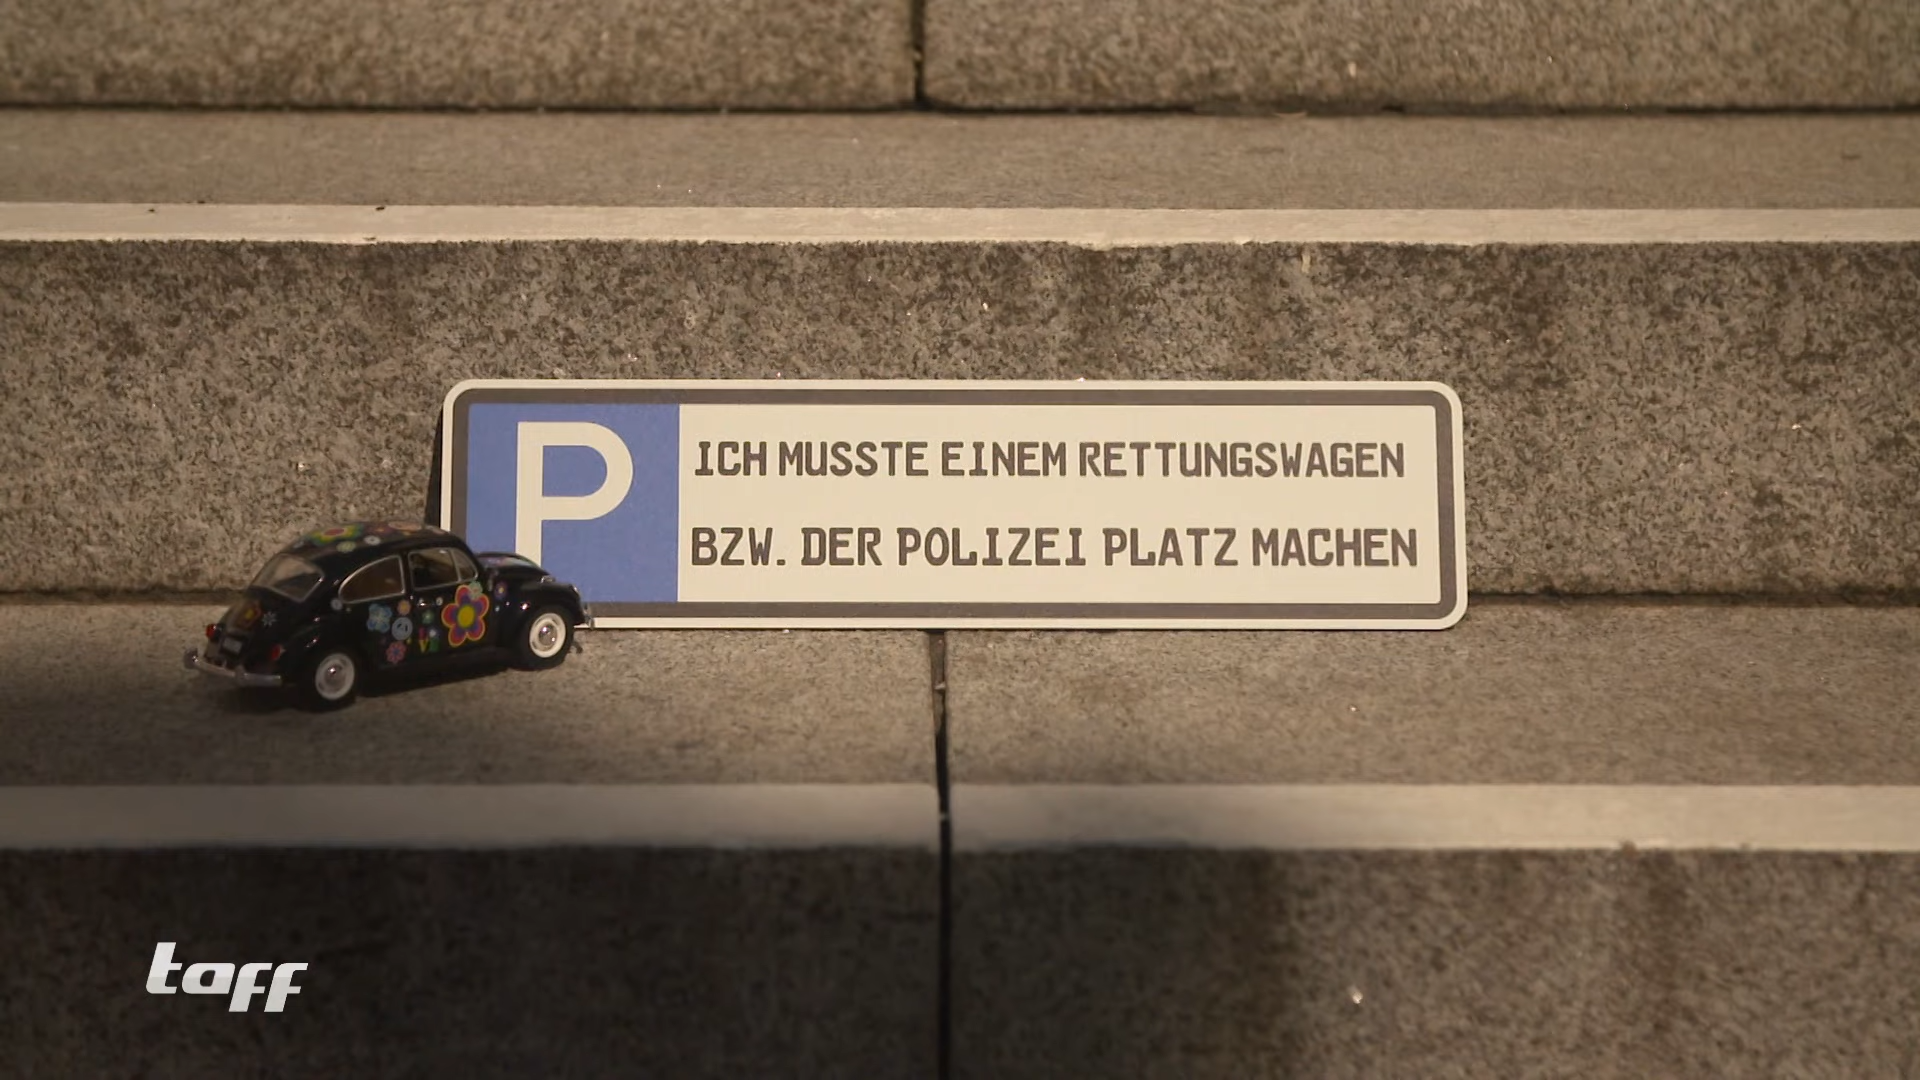 P
ICH MUSSTE EINEM RETTUNGSWAGEN
BZW. DER POLIZEI PLATZ MACHEN
taff